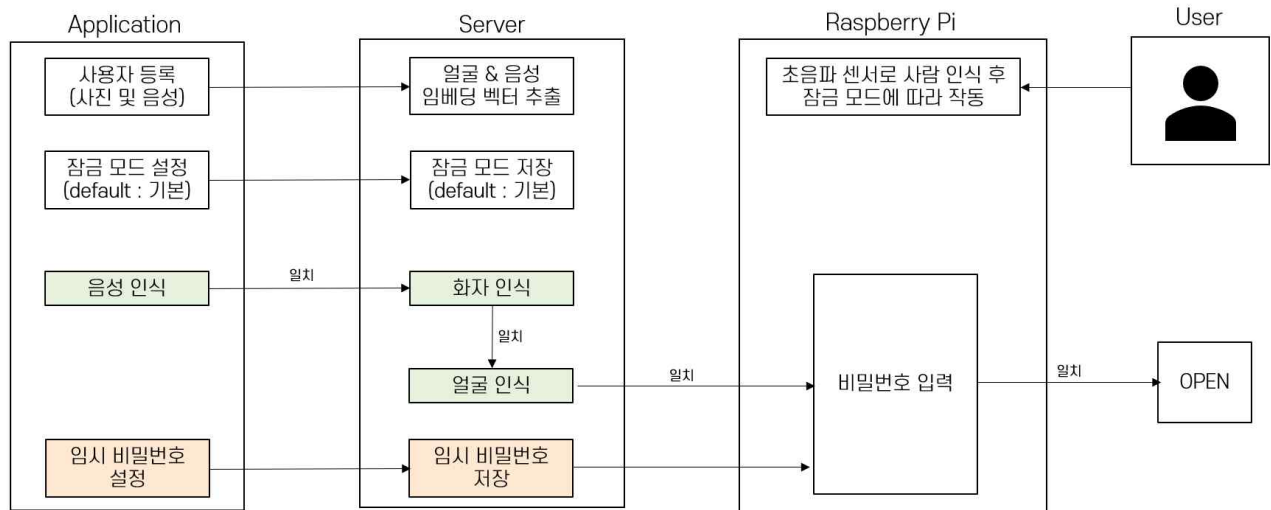 Application
Server
Raspberry Pi
User
사용자 등록
(사진 및 음성)
얼굴 & 음성
임베딩 벡터 추출
초음파 센서로 사람 인식 후
잠금 모드에 따라 작동
잠금 모드 설정
(default : 기본)
잠금 모드 저장
(default : 기본)
음성 인식
일치
화자 인식
일치
얼굴 인식
일치
비밀번호 입력
일치
OPEN
임시 비밀번호
설정
임시 비밀번호
저장